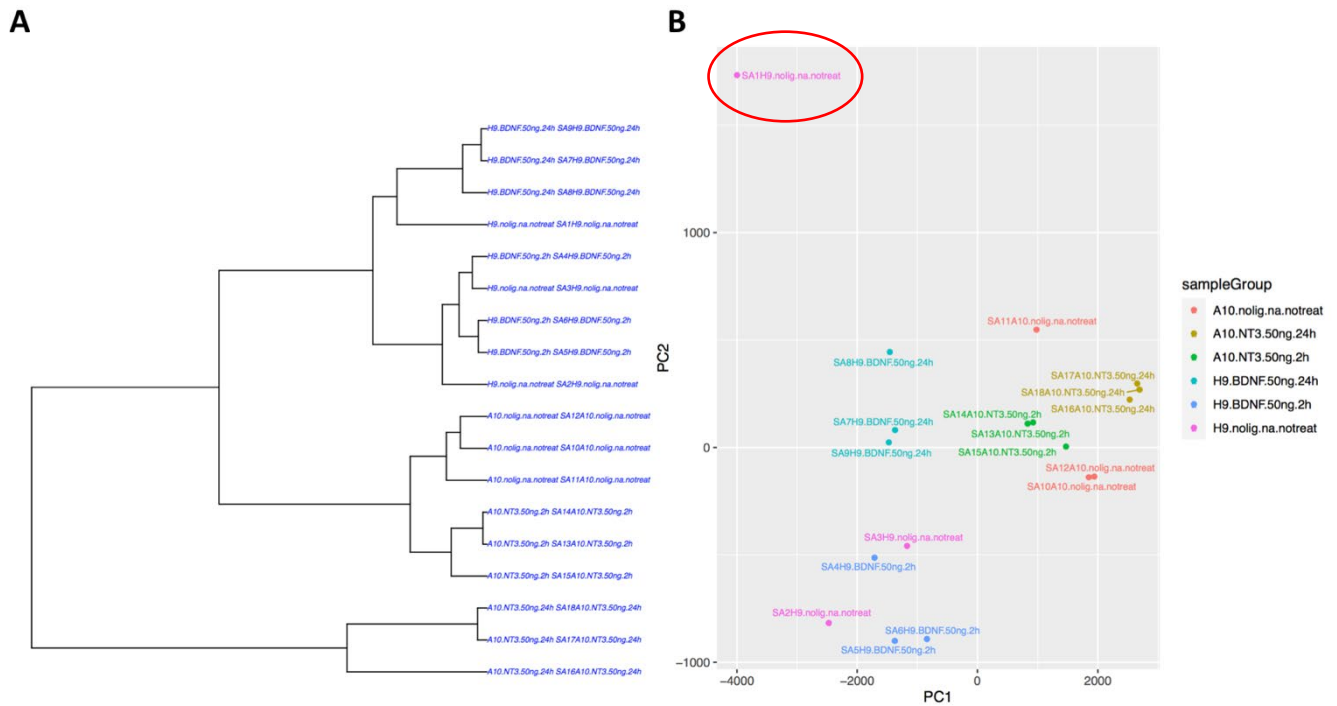 A
H9.BDNF.50ng.24h SA9H9.BDNF.50ng.24h
H9.BDNF.50ng.24h SA7H9.BDNF.50ng.24h
H9.BDNF.50ng.24h SA8H9.BDNF.50ng.24h
H9.nolig.na.notreat SA1H9.nolig.na.notreat
H9.BDNF.50ng.2h SA4H9.BDNF.50ng.2h
H9.nolig.na.notreat SA3H9.nolig.na.notreat
H9.BDNF.50ng.2h SA6H9.BDNF.50ng.2h
H9.BDNF.50ng.2h SA5H9.BDNF.50ng.2h
H9.nolig.na.notreat SA2H9.nolig.na.notreat
A10.nolig.na.notreat SA12A10.nolig.na.notreat
A10.nolig.na.notreat SA10A10.nolig.na.notreat
A10.nolig.na.notreat SA11A10.nolig.na.notreat
A10.NT3.50ng.2h SA14A10.NT3.50ng.2h
A10.NT3.50ng.2h SA13A10.NT3.50ng.2h
A10.NT3.50ng.2h SA15A10.NT3.50ng.2h
A10.NT3.50ng.24h SA18A10.NT3.50ng.24h
A10.NT3.50ng.24h SA17A10.NT3.50ng.24h
A10.NT3.50ng.24h SA16A10.NT3.50ng.24h
B
SA1H9.nolig.na.notreat
SA11A10.nolig.na.notreat
SA8H9.BDNF.50ng.24h
SA17A10.NT3.50ng.24h
SA18A10.NT3.50ng.24h
SA16A10.NT3.50ng.24h
SA14A10.NT3.50ng.2h
SA7H9.BDNF.50ng.24h
SA13A10.NT3.50ng.2h
SA9H9.BDNF.50ng.24h
SA15A10.NT3.50ng.2h
SA12A10.nolig.na.notreat
SA10A10.nolig.na.notreat
SA3H9.nolig.na.notreat
SA4H9.BDNF.50ng.2h
SA2H9.nolig.na.notreat
SA6H9.BDNF.50ng.2h
SA5H9.BDNF.50ng.2h
PC2
1000
0
−1000
−4000
−2000
0
2000
PC1
sampleGroup
A10.nolig.na.notreat
A10.NT3.50ng.24h
A10.NT3.50ng.2h
H9.BDNF.50ng.24h
H9.BDNF.50ng.2h
H9.nolig.na.notreat